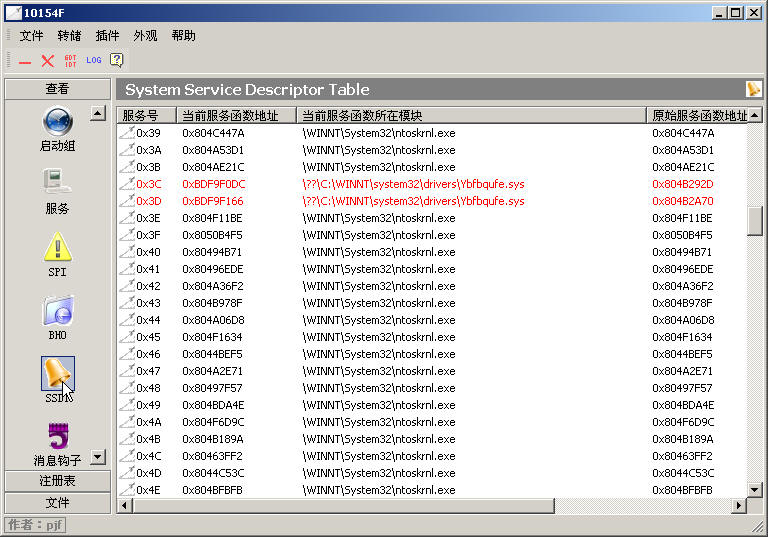 10154F
文件 转储 插件 外观 帮助
GDT IDT LOG
查看
启动组
服务
SPI
BHO
SSDT
消息钩子
注册表
文件
System Service Descriptor Table
服务号 当前服务函数地址 当前服务函数所在模块 原始服务函数地址
0x39 0x804C447A \WINNT\System32\ntoskrnl.exe 0x804C447A
0x3A 0x804A53D1 \WINNT\System32\ntoskrnl.exe 0x804A53D1
0x3B 0x804AE21C \WINNT\System32\ntoskrnl.exe 0x804AE21C
0x3C 0xBDF9F0DC \??\C:\WINNT\system32\drivers\Ybfbqufe.sys 0x804B292D
0x3D 0xBDF9F166 \??\C:\WINNT\system32\drivers\Ybfbqufe.sys 0x804B2A70
0x3E 0x804F11BE \WINNT\System32\ntoskrnl.exe 0x804F11BE
0x3F 0x8050B4F5 \WINNT\System32\ntoskrnl.exe 0x8050B4F5
0x40 0x80494B71 \WINNT\System32\ntoskrnl.exe 0x80494B71
0x41 0x80496EDE \WINNT\System32\ntoskrnl.exe 0x80496EDE
0x42 0x804A36F2 \WINNT\System32\ntoskrnl.exe 0x804A36F2
0x43 0x804B978F \WINNT\System32\ntoskrnl.exe 0x804B978F
0x44 0x804A06D8 \WINNT\System32\ntoskrnl.exe 0x804A06D8
0x45 0x804F1634 \WINNT\System32\ntoskrnl.exe 0x804F1634
0x46 0x8044BEF5 \WINNT\System32\ntoskrnl.exe 0x8044BEF5
0x47 0x804A2E71 \WINNT\System32\ntoskrnl.exe 0x804A2E71
0x48 0x80497F57 \WINNT\System32\ntoskrnl.exe 0x80497F57
0x49 0x804BDA4E \WINNT\System32\ntoskrnl.exe 0x804BDA4E
0x4A 0x804F6D9C \WINNT\System32\ntoskrnl.exe 0x804F6D9C
0x4B 0x804B189A \WINNT\System32\ntoskrnl.exe 0x804B189A
0x4C 0x80463FF2 \WINNT\System32\ntoskrnl.exe 0x80463FF2
0x4D 0x8044C53C \WINNT\System32\ntoskrnl.exe 0x8044C53C
0x4E 0x804BFBFB \WINNT\System32\ntoskrnl.exe 0x804BFBFB
作者：pjf